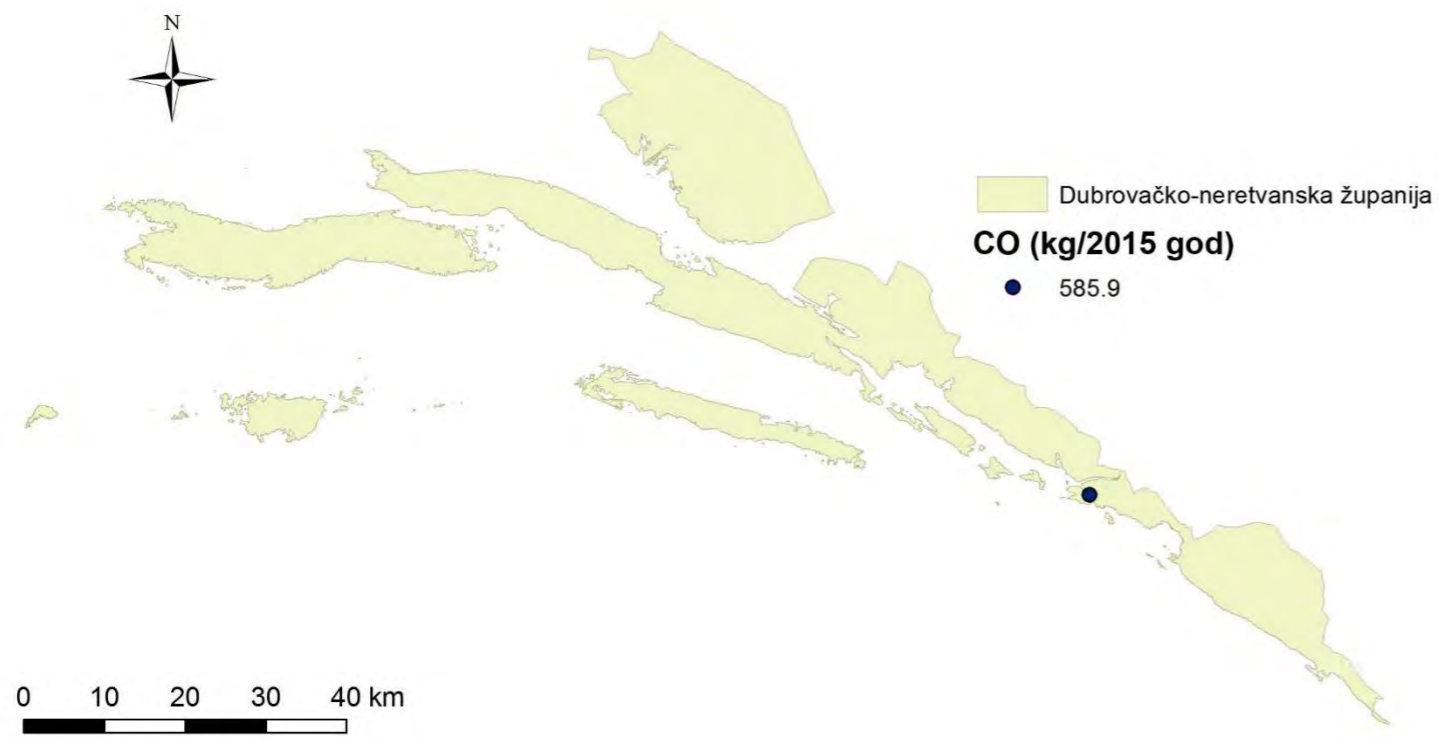 N
Dubrovačko-neretvanska županija
CO (kg/2015 god)
585.9
0 10 20 30 40 km